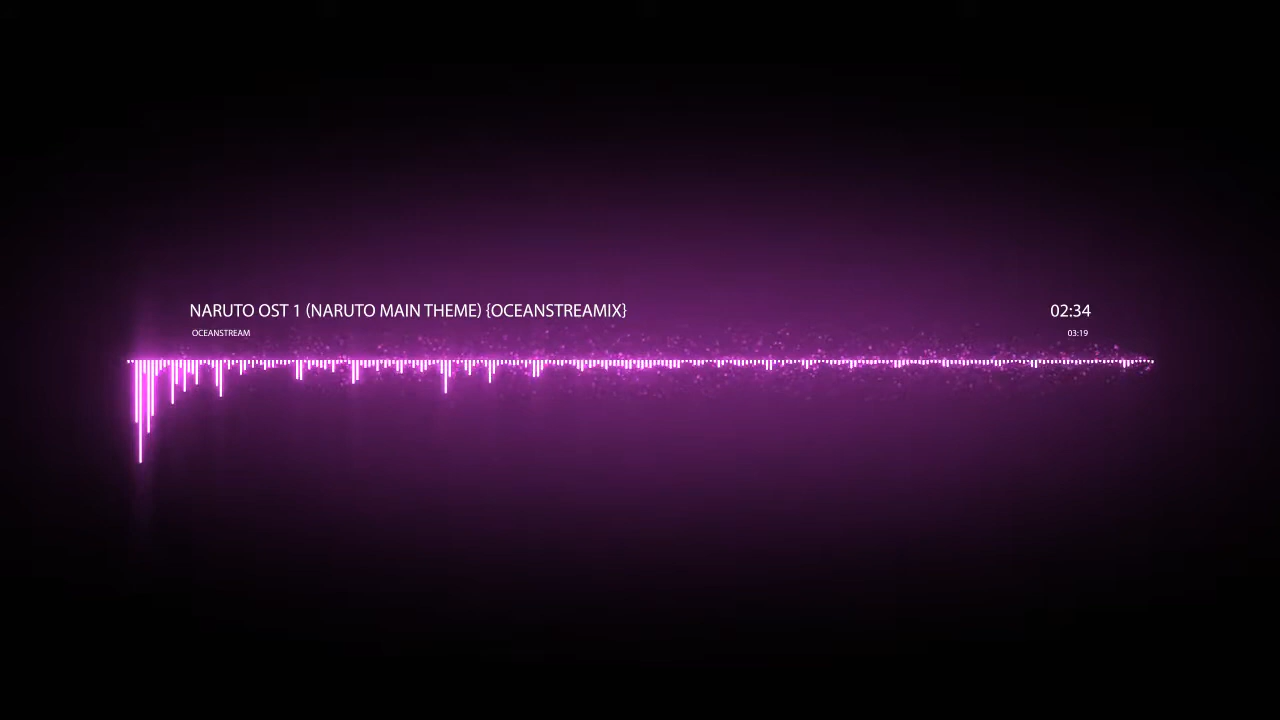 NARUTO OST 1 (NARUTO MAIN THEME) {OCEANSTREAMIX}
02:34
OCEANSTREAM
03:19